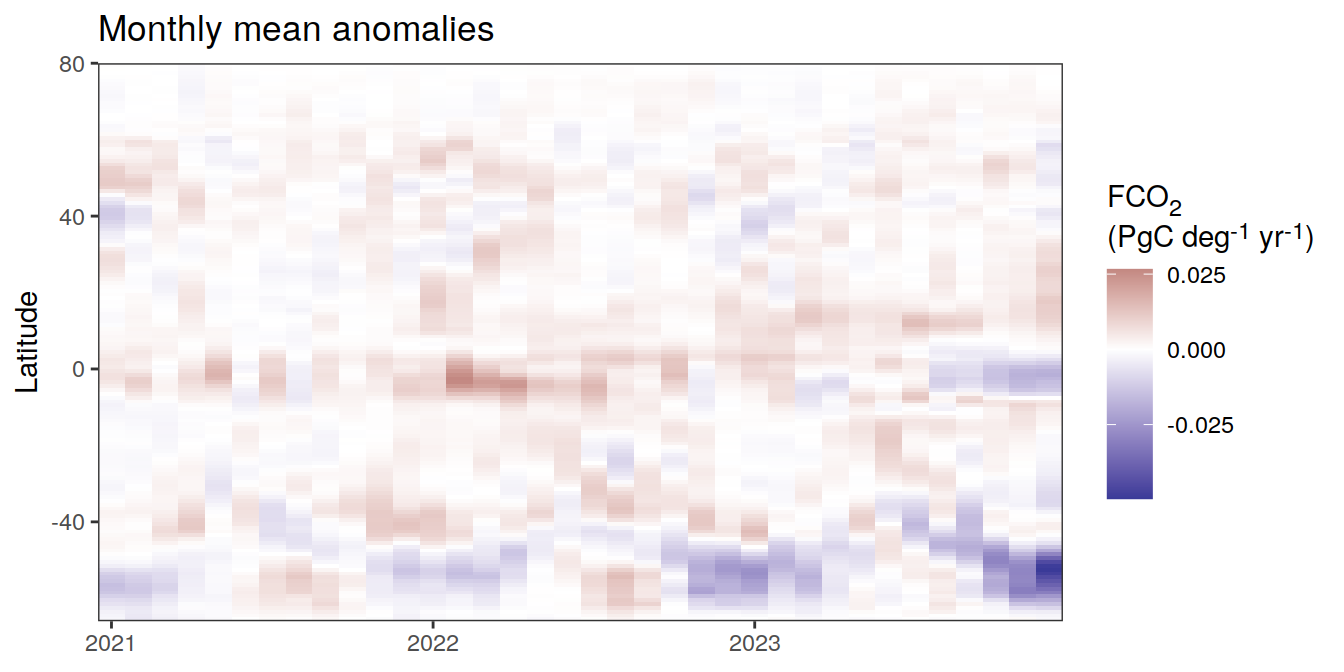 Monthly mean anomalies
80
40
0
-40
Latitude
2021
2022
2023
FCO₂
(PgC deg⁻¹ yr⁻¹)
0.025
0.000
-0.025